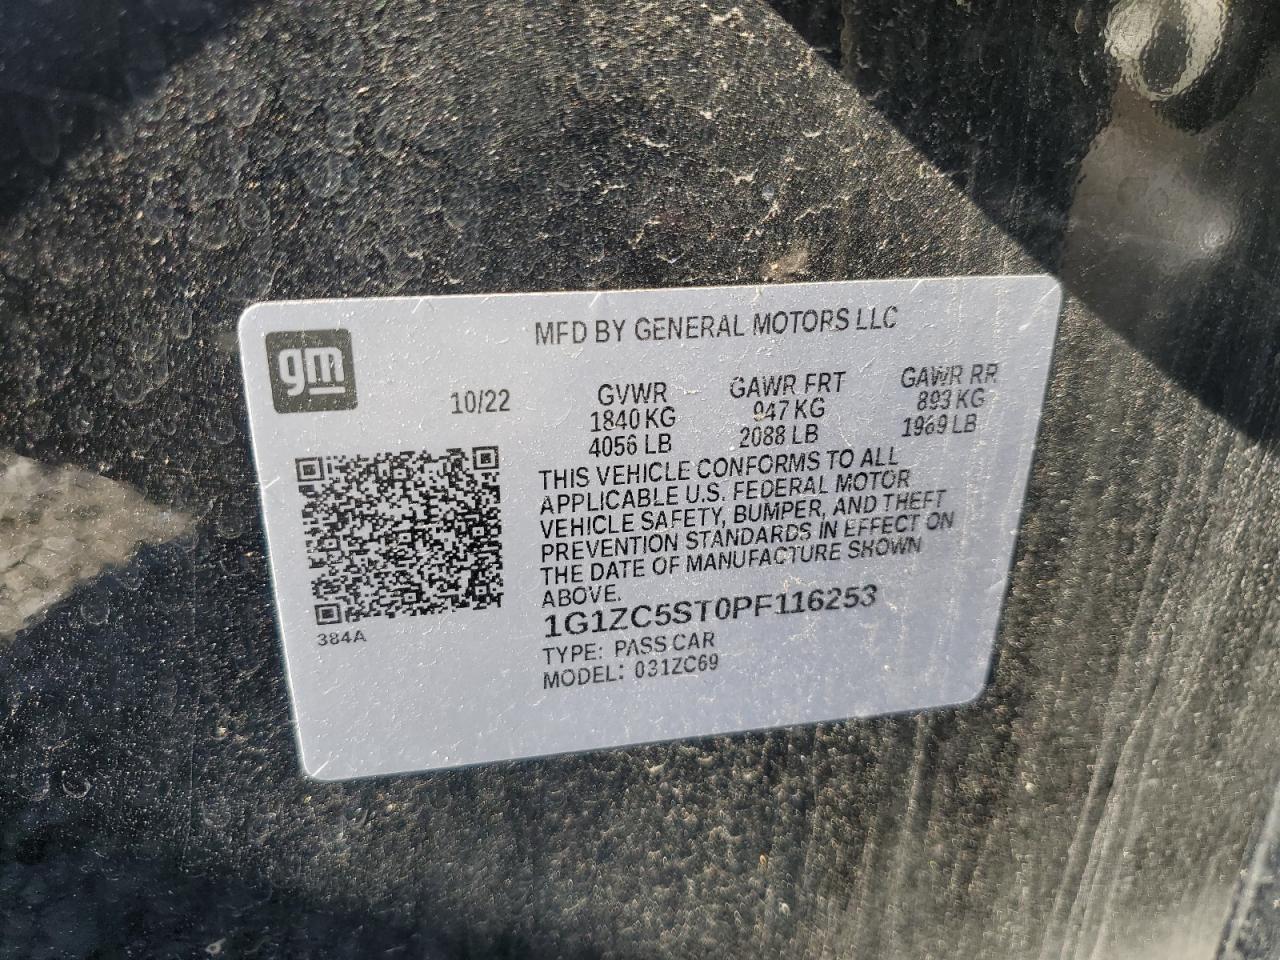 MFD BY GENERAL MOTORS LLC
gm
10/22
GVWR GAWR FRT GAWR RR
1840 KG 947 KG 893 KG
4056 LB 2088 LB 1969 LB
THIS VEHICLE CONFORMS TO ALL
APPLICABLE U.S. FEDERAL MOTOR
VEHICLE SAFETY, BUMPER, AND THEFT
PREVENTION STANDARDS IN EFFECT ON
THE DATE OF MANUFACTURE SHOWN
ABOVE.
1G1ZC5ST0PF116253
384A
TYPE: PASS CAR
MODEL: 031ZC69